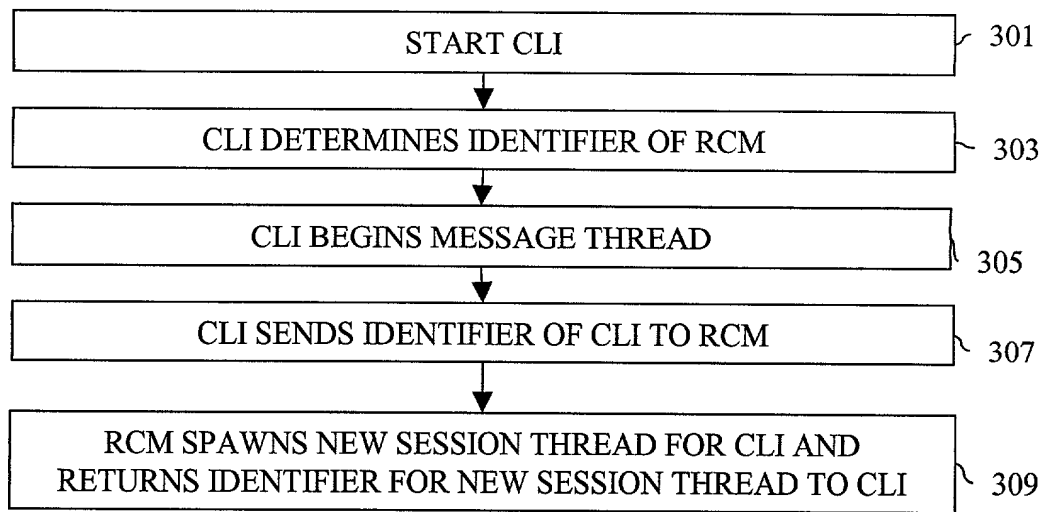 START CLI
301
CLI DETERMINES IDENTIFIER OF RCM
303
CLI BEGINS MESSAGE THREAD
305
CLI SENDS IDENTIFIER OF CLI TO RCM
307
RCM SPAWNS NEW SESSION THREAD FOR CLI AND
RETURNS IDENTIFIER FOR NEW SESSION THREAD TO CLI
309